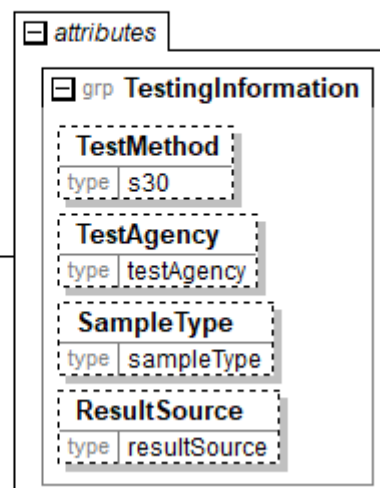 attributes
grp TestingInformation
TestMethod
type s30
TestAgency
type testAgency
SampleType
type sampleType
ResultSource
type resultSource